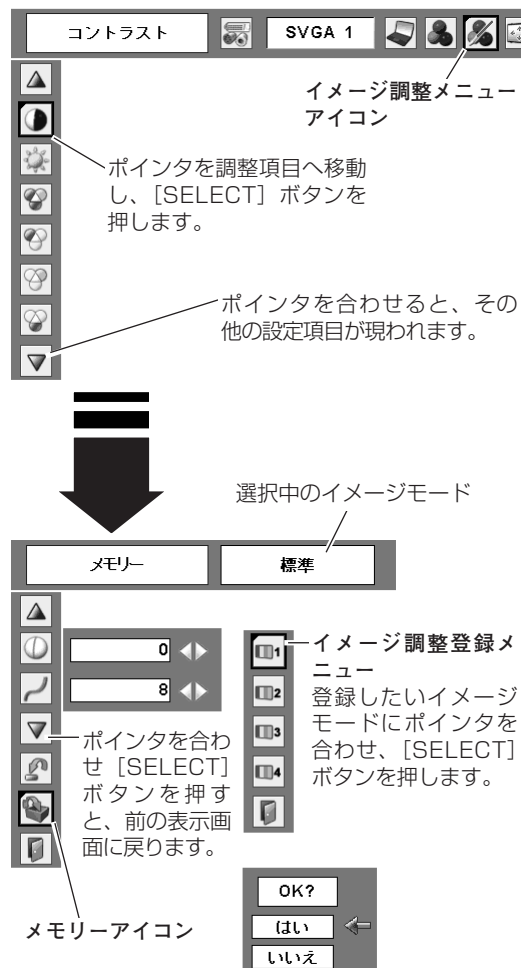 コントラスト
SVGA 1
イメージ調整メニュー
アイコン
ポインタを調整項目へ移動
し、［SELECT］ボタンを
押します。
ポインタを合わせると、その
他の設定項目が現われます。
選択中のイメージモード
メモリー
標準
0
8
1
2
3
4
イメージ調整登録メ
ニュー
登録したいイメージ
モードにポインタを
合わせ、［SELECT］
ボタンを押します。
ポインタを合わ
せ［SELECT］
ボタンを押す
と、前の表示画
面に戻ります。
メモリーアイコン
OK?
はい
いいえ